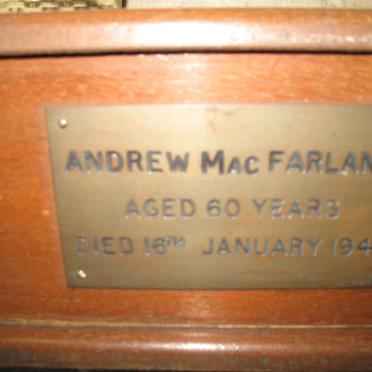 ANDREW MAC FARLAN
AGED 60 YEARS
DIED 16TH JANUARY 194